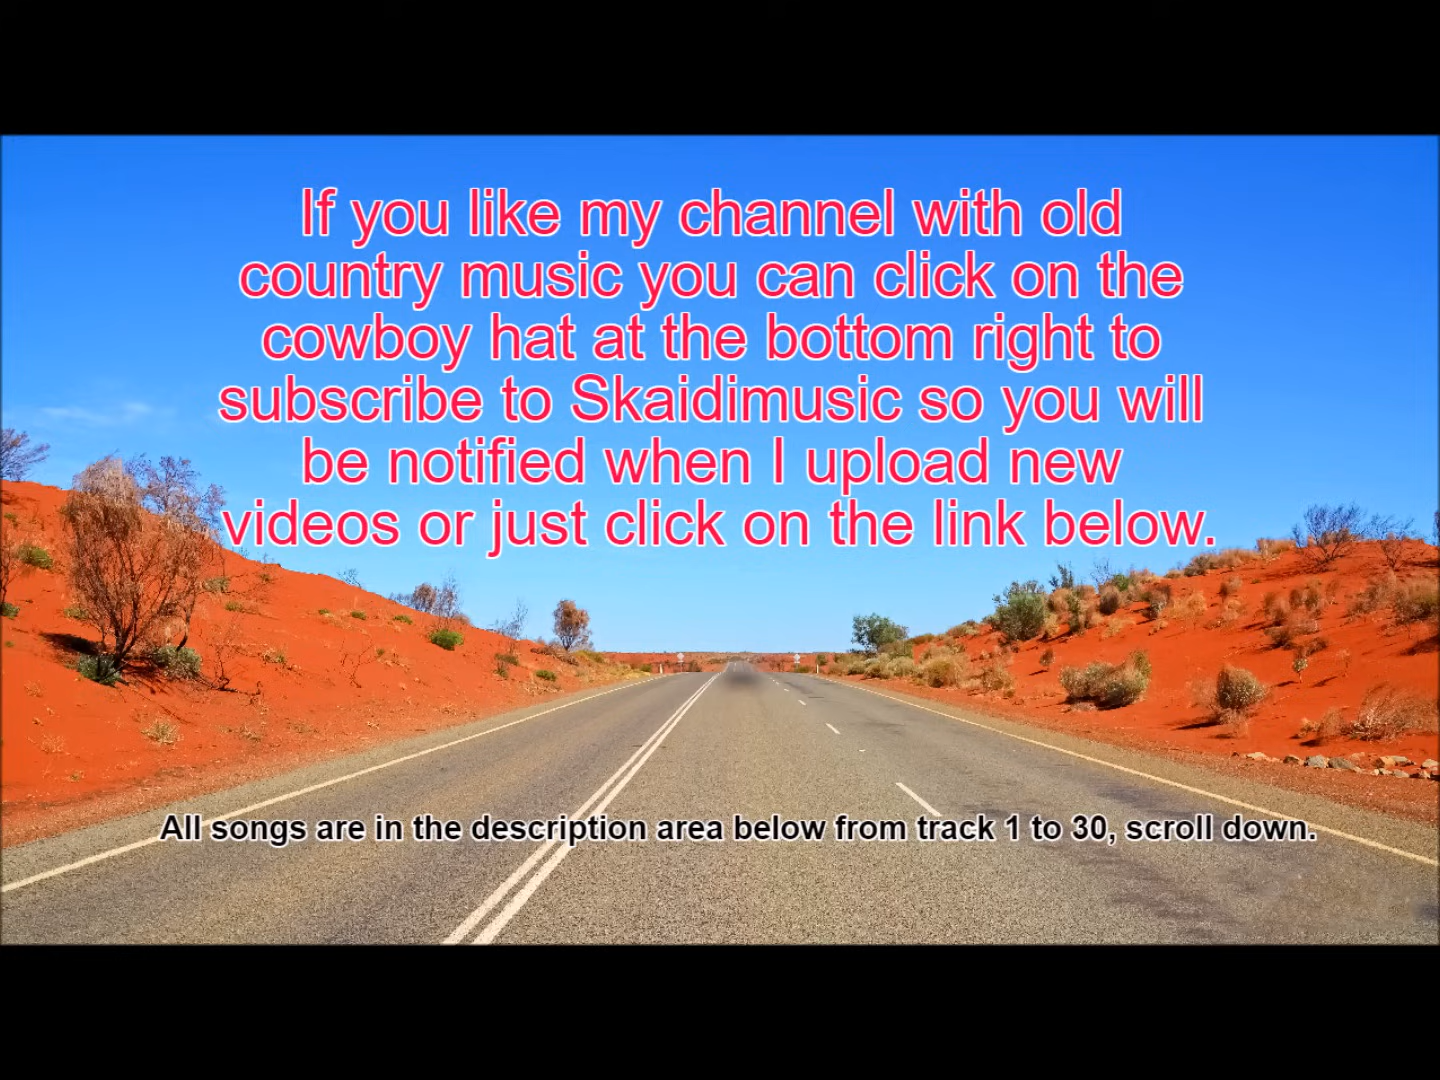 If you like my channel with old
country music you can click on the
cowboy hat at the bottom right to
subscribe to Skaidimusic so you will
be notified when I upload new
videos or just click on the link below.
All songs are in the description area below from track 1 to 30, scroll down.